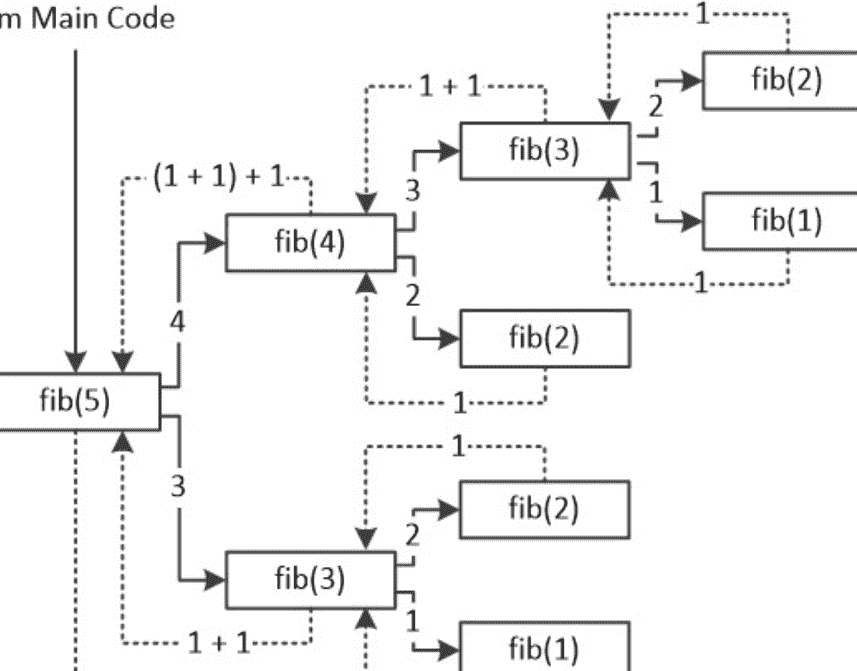 m Main Code
1
fib(2)
1 + 1
2
fib(3)
3
1
(1 + 1) + 1
fib(1)
fib(4)
2
1
4
fib(2)
fib(5)
1
1
3
fib(2)
2
fib(3)
1
1 + 1
fib(1)